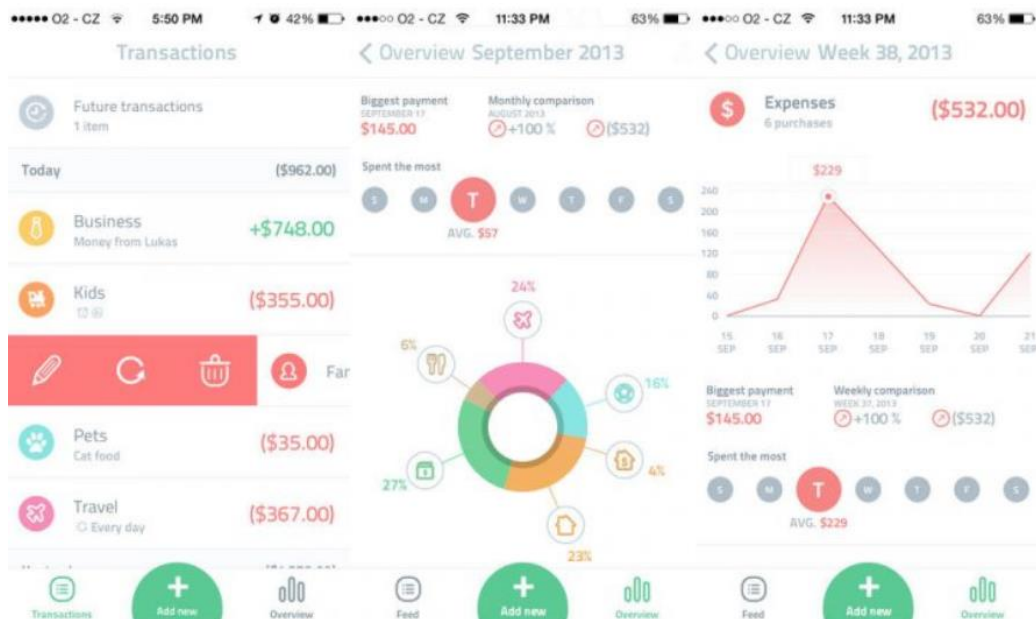 O2 - CZ 5:50 PM 42%
Transactions
Future transactions
1 item
Today ($962.00)
Business
Money from Lukas
+$748.00
Kids
($355.00)
Far
Pets
Cat food
($35.00)
Travel
Every day
($367.00)
Transactions
Add new
Overview
O2 - CZ 11:33 PM 63%
Overview September 2013
Biggest payment
SEPTEMBER 17
$145.00
Monthly comparison
AUGUST 2013
+100 % ($532)
Spent the most
S M T W T F S
AVG. $57
24%
6%
16%
27%
4%
23%
Feed
Add new
Overview
O2 - CZ 11:33 PM 63%
Overview Week 38, 2013
Expenses
6 purchases
($532.00)
$229
240
200
160
120
80
40
0
15 16 17 18 19 20 21
SEP SEP SEP SEP SEP SEP SEP
Biggest payment
SEPTEMBER 17
$145.00
Weekly comparison
WEEK 37, 2013
+100 % ($532)
Spent the most
S M T W T F S
AVG. $229
Feed
Add new
Overview